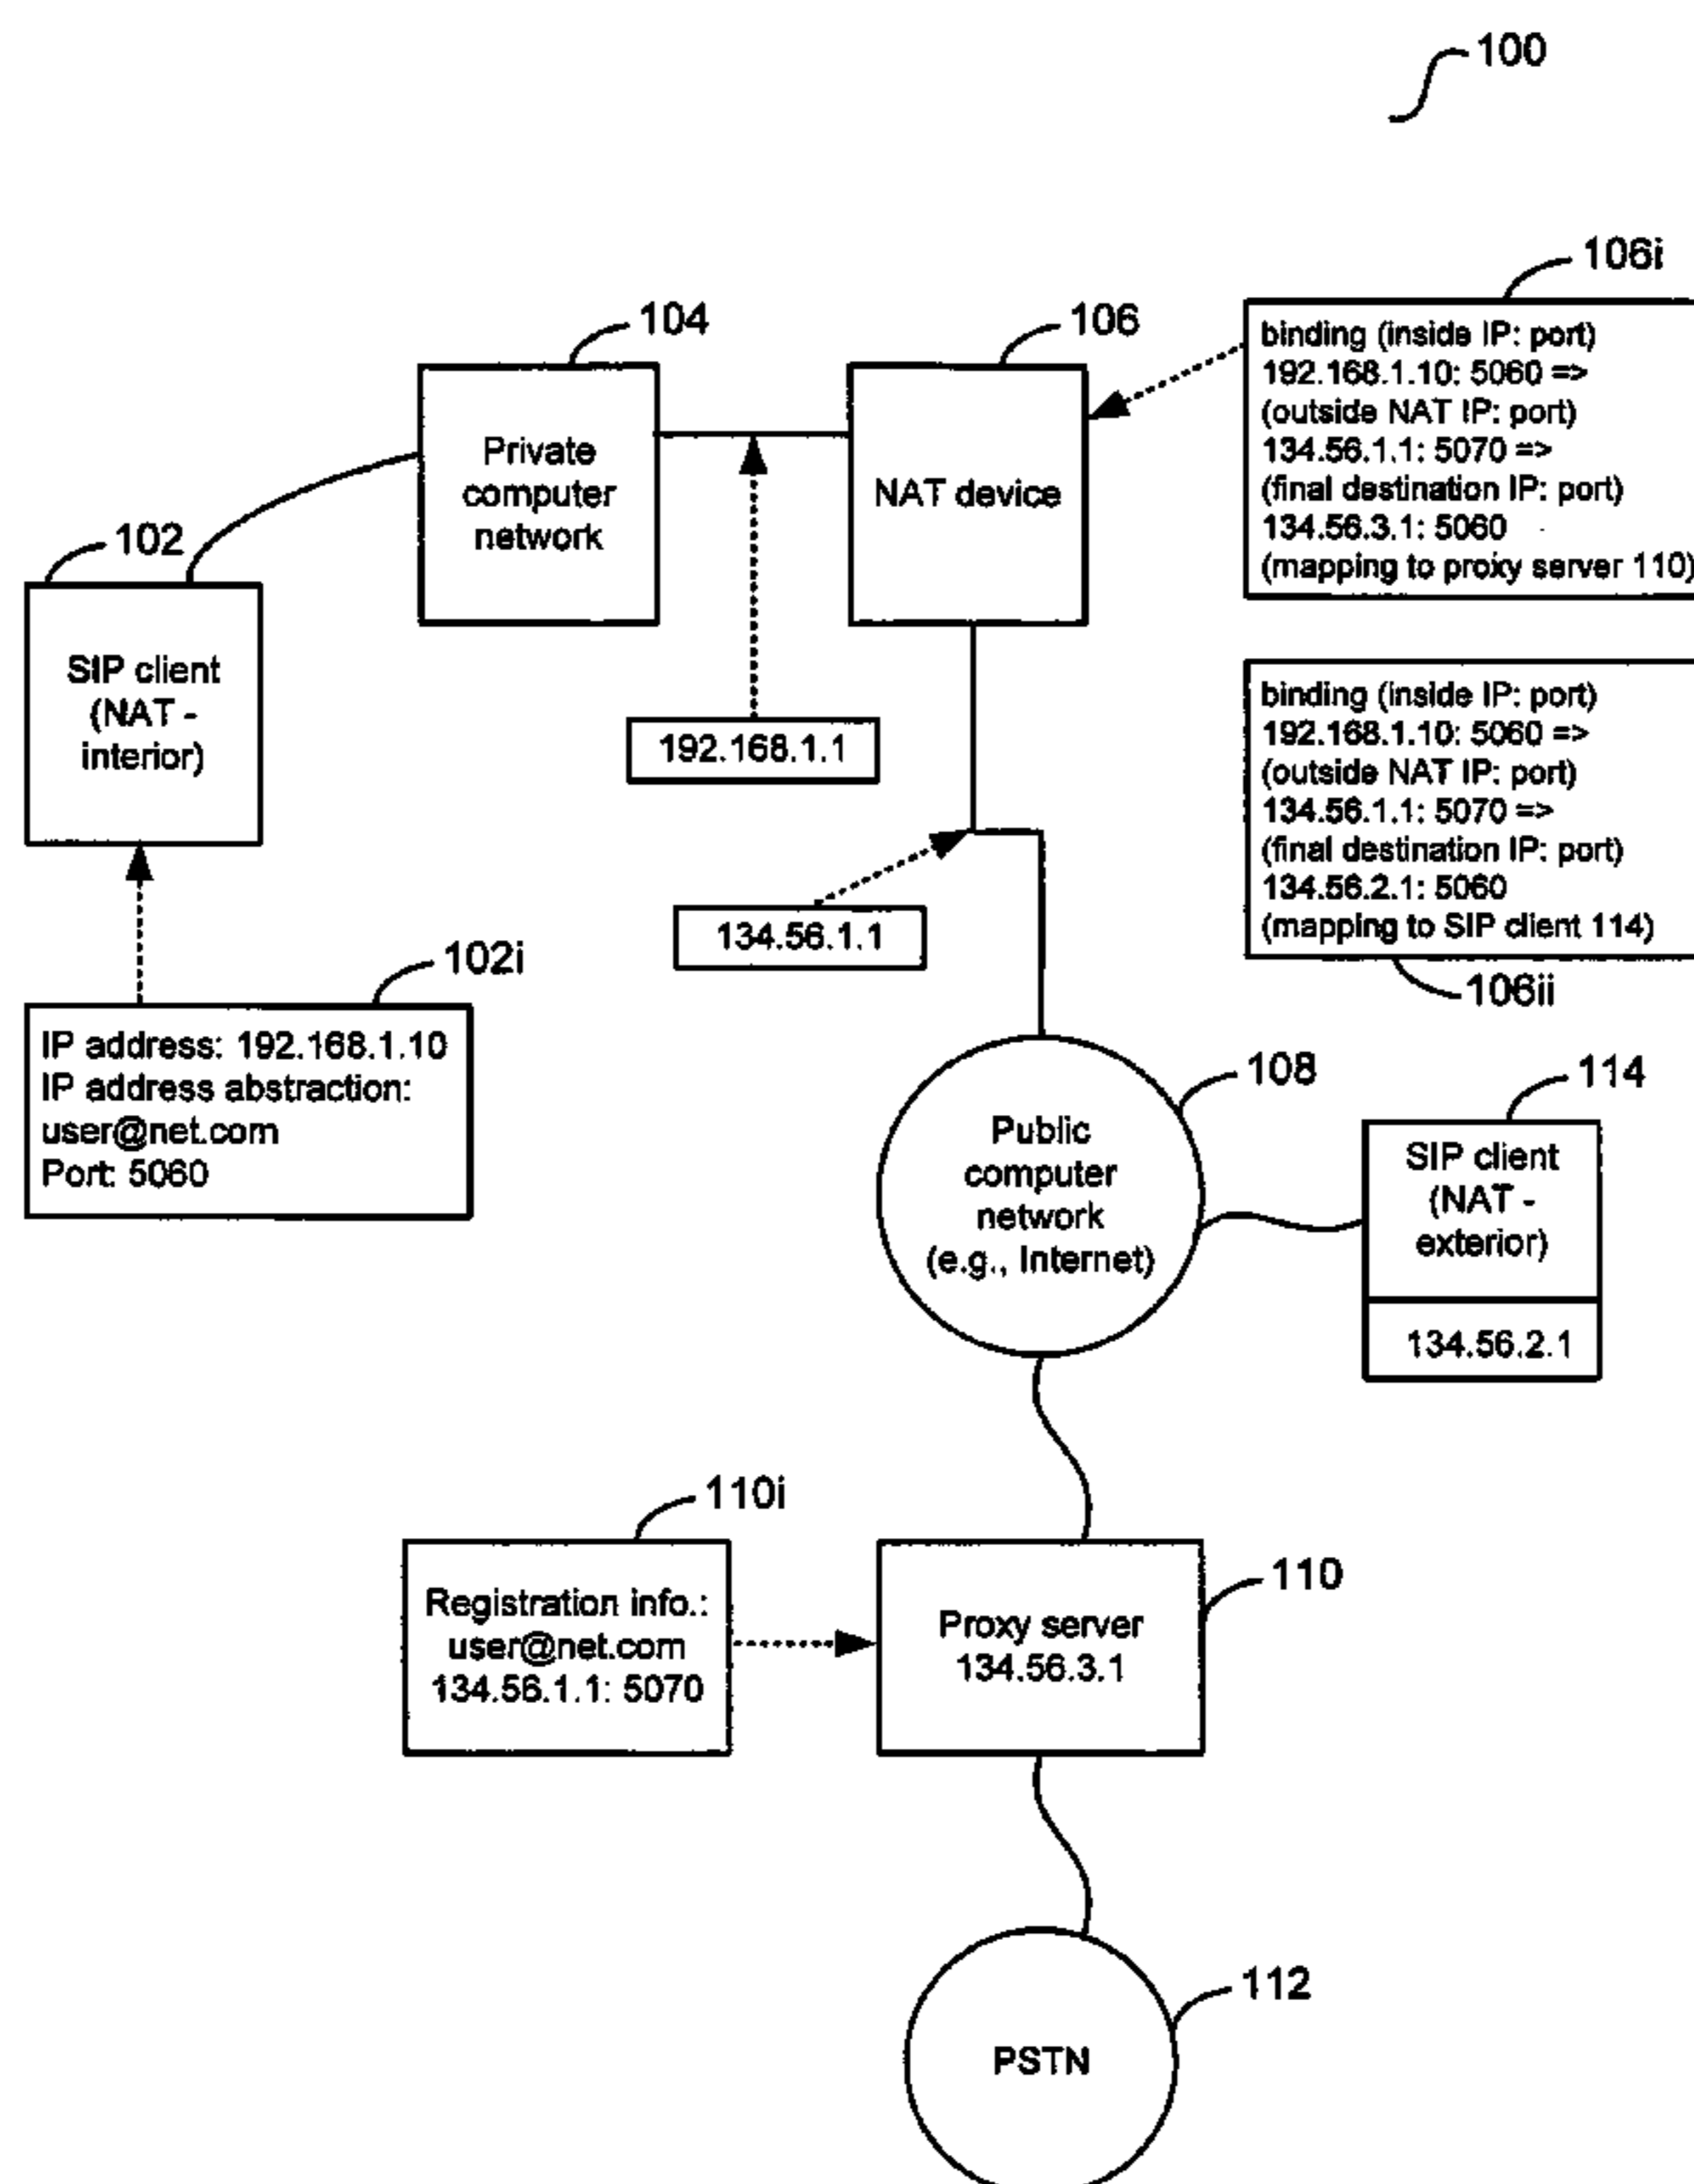 100
106i
104
106
binding (inside IP: port)
192.168.1.10: 5060 =>
(outside NAT IP: port)
134.56.1.1: 5070 =>
(final destination IP: port)
134.56.3.1: 5060
(mapping to proxy server 110)
Private
computer
network
NAT device
102
SIP client
(NAT -
interior)
192.168.1.1
binding (inside IP: port)
192.168.1.10: 5060 =>
(outside NAT IP: port)
134.56.1.1: 5070 =>
(final destination IP: port)
134.56.2.1: 5060
(mapping to SIP client 114)
134.56.1.1
102i
106ii
IP address: 192.168.1.10
IP address abstraction:
user@net.com
Port: 5060
108
114
Public
computer
network
(e.g., Internet)
SIP client
(NAT -
exterior)
134.56.2.1
110i
110
Registration info.:
user@net.com
134.56.1.1: 5070
Proxy server
134.56.3.1
112
PSTN